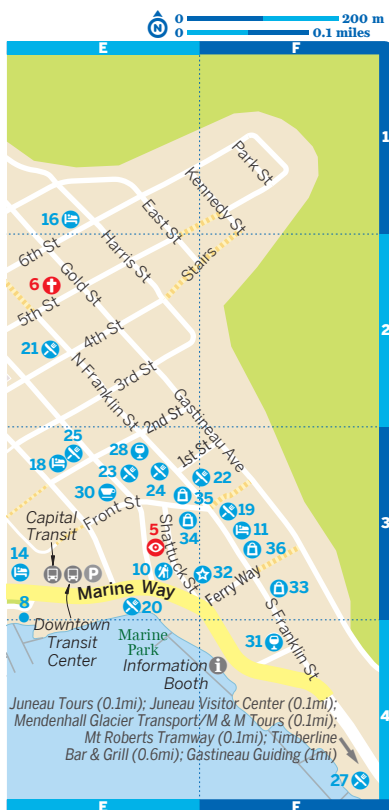 0 200 m
N
0 0.1 miles
E F
1
Park St
Kennedy St
East St
16
Harris St
6th St
Stairs
6
Gold St
5th St
2
4th St
21
3rd St
N Franklin St
Gastineau Ave
2nd St
25
28
1st St
18
23
22
24
30
35
19
Front St
Capital
Transit
5
34
11
3
Shattuck St
36
14
P
10
32
33
Marine Way
Ferry Way
8
20
S Franklin St
Downtown
Transit
Center
Marine
Park
31
Information
Booth
i
4
Juneau Tours (0.1mi); Juneau Visitor Center (0.1mi);
Mendenhall Glacier Transport/M & M Tours (0.1mi);
Mt Roberts Tramway (0.1mi); Timberline
Bar & Grill (0.6mi); Gastineau Guiding (1mi)
27
E F